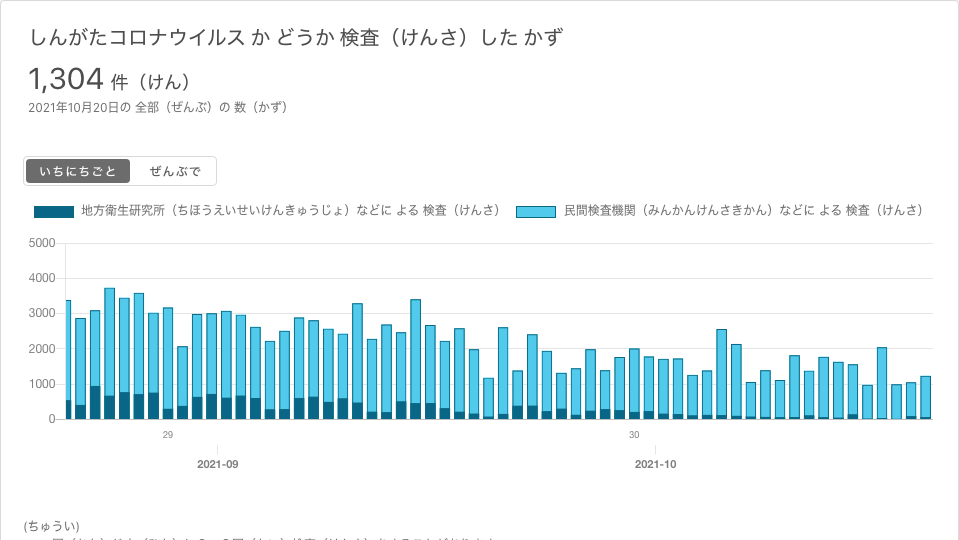 しんがたコロナウイルス か どうか 検査（けんさ）した かず
1,304 件（けん）
2021年10月20日の 全部（ぜんぶ）の 数（かず）
いちにちごと ぜんぶで
地方衛生研究所（ちほうえいせいけんきゅうじょ）などに よる 検査（けんさ） 民間検査機関（みんかんけんさきかん）などに よる 検査（けんさ）
5000
4000
3000
2000
1000
0
29 30
2021-09 2021-10
(ちゅうい)